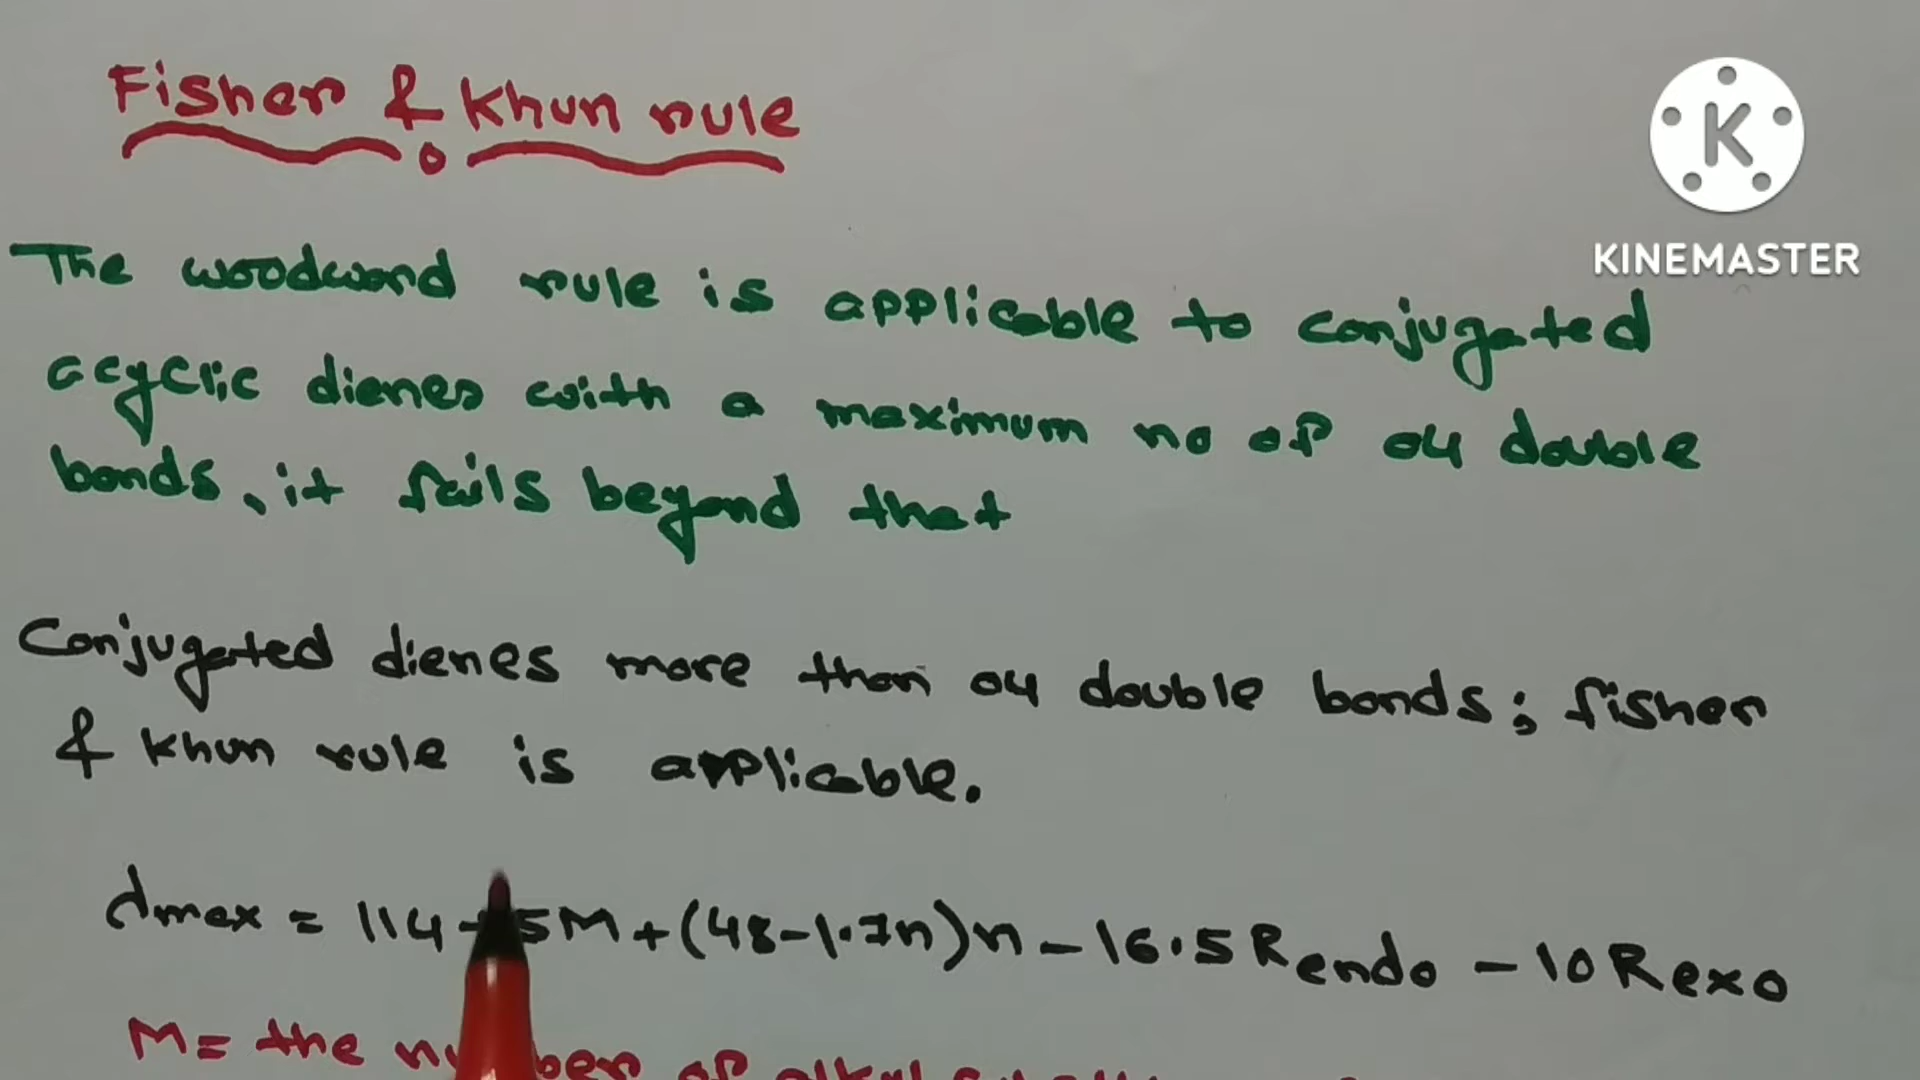 Fisher & Khun rule
KINEMASTER
The woodward rule is applicable to conjugated
acyclic dienes with a maximum no of 04 double
bonds, it fails beyond that
Conjugated dienes more than 04 double bonds; fisher
& Khun rule is applicable.
λmax = 114 + 5M + (48-1.7n)n - 16.5 Rendo - 10 Rexo
M = the number of alkyl